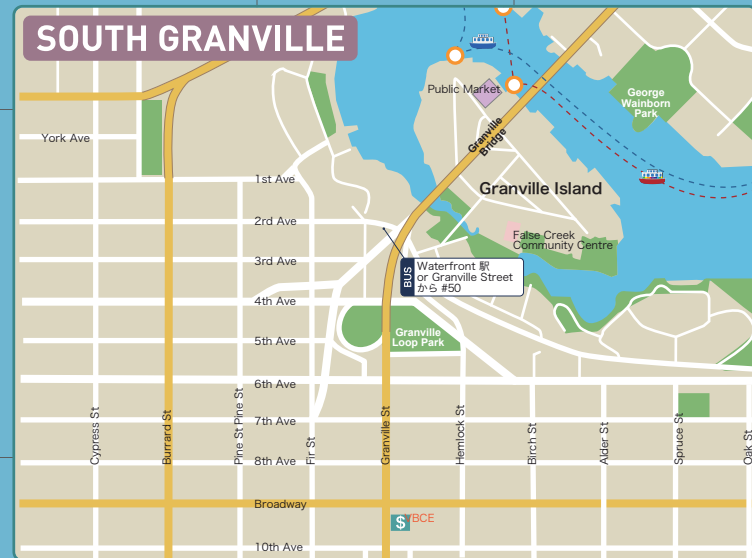 SOUTH GRANVILLE
Public Market
George
Wainborn
Park
York Ave
Granville
Bridge
1st Ave
Granville Island
2nd Ave
False Creek
Community Centre
3rd Ave
BUS
Waterfront 駅
or Granville Street
から #50
4th Ave
Granville
Loop Park
5th Ave
6th Ave
7th Ave
Cypress St
Burrard St
Pine St Pine St
Fir St
Granville St
Hemlock St
Birch St
Alder St
Spruce St
Oak St
8th Ave
Broadway
$
VBCE
10th Ave